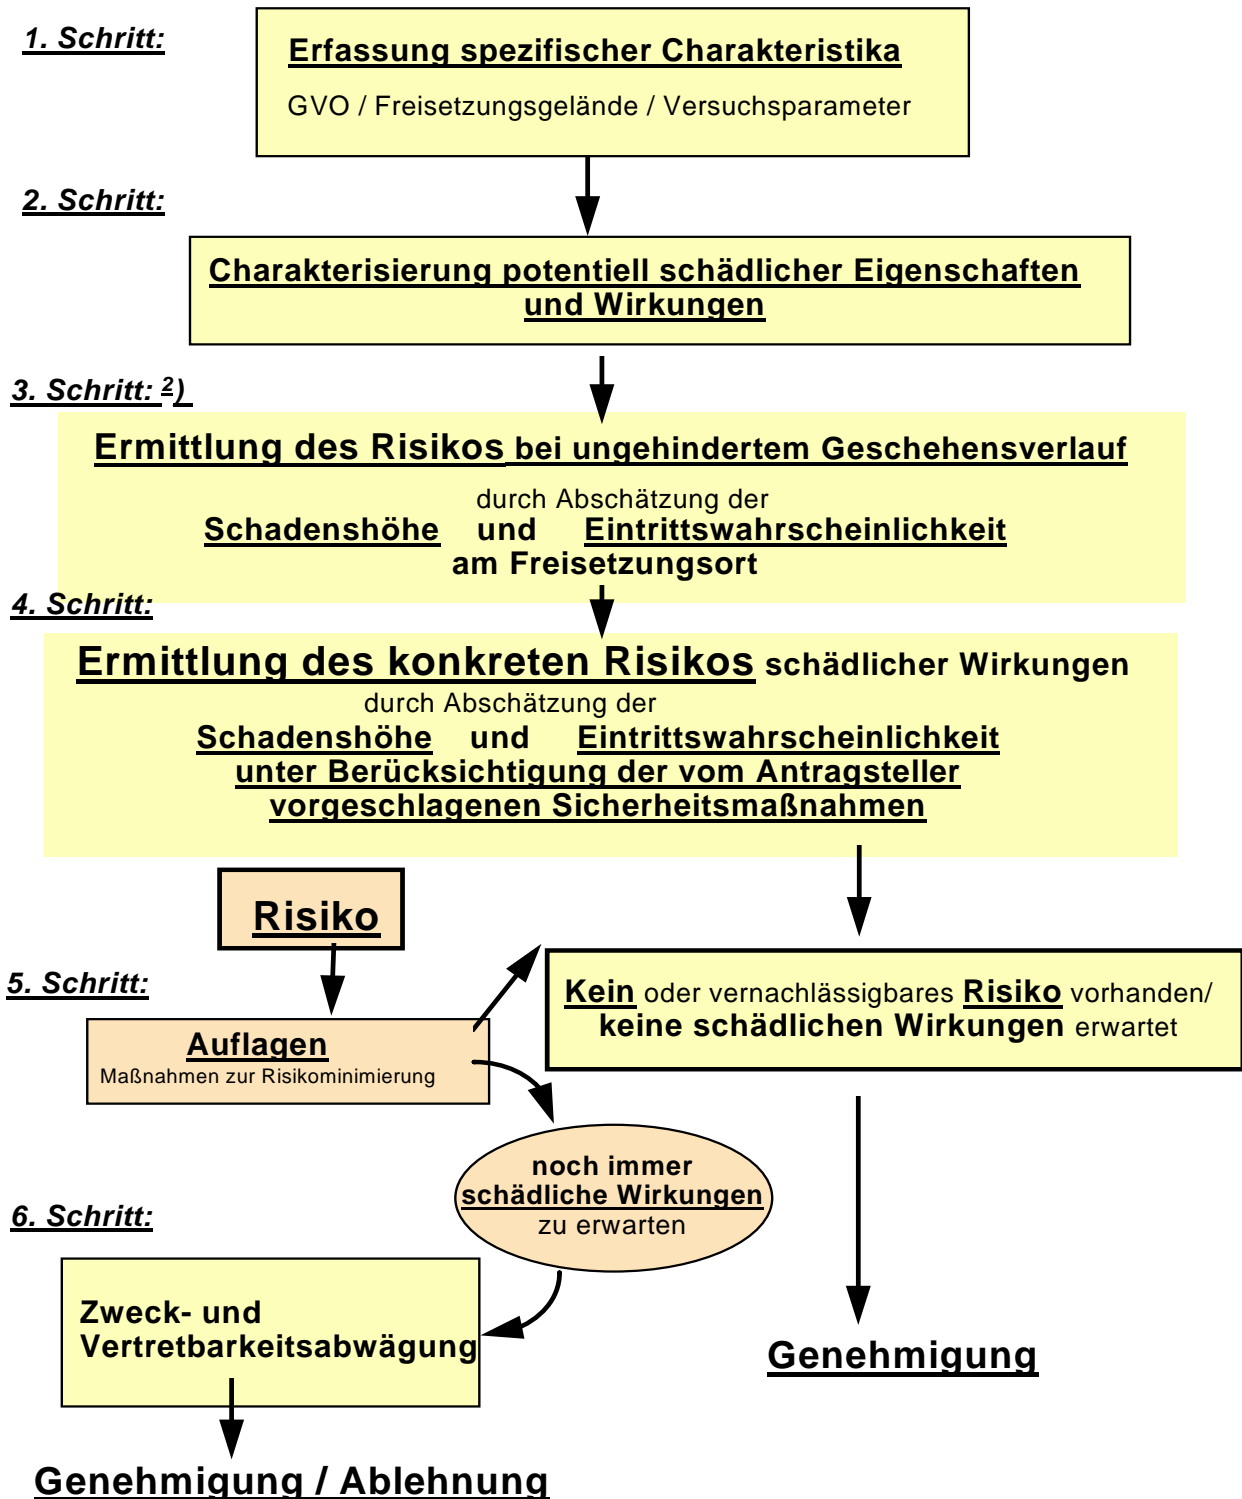 1. Schritt:
Erfassung spezifischer Charakteristika
GVO / Freisetzungsgelände / Versuchsparameter
2. Schritt:
Charakterisierung potentiell schädlicher Eigenschaften
und Wirkungen
3. Schritt: 2)
Ermittlung des Risikos bei ungehindertem Geschehensverlauf
durch Abschätzung der
Schadenshöhe und Eintrittswahrscheinlichkeit
am Freisetzungsort
4. Schritt:
Ermittlung des konkreten Risikos schädlicher Wirkungen
durch Abschätzung der
Schadenshöhe und Eintrittswahrscheinlichkeit
unter Berücksichtigung der vom Antragsteller
vorgeschlagenen Sicherheitsmaßnahmen
Risiko
5. Schritt:
Kein oder vernachlässigbares Risiko vorhanden/
keine schädlichen Wirkungen erwartet
Auflagen
Maßnahmen zur Risikominimierung
noch immer
schädliche Wirkungen
zu erwarten
6. Schritt:
Zweck- und
Vertretbarkeitsabwägung
Genehmigung
Genehmigung / Ablehnung